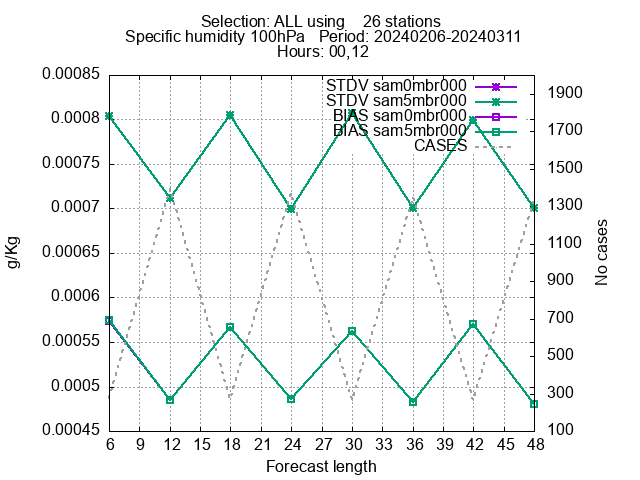 Selection: ALL using    26 stations
Specific humidity 100hPa   Period: 20240206-20240311
Hours: 00,12
0.00085
0.0008
0.00075
0.0007
0.00065
0.0006
0.00055
0.0005
0.00045
g/Kg
STDV sam0mbr000
STDV sam5mbr000
BIAS sam0mbr000
BIAS sam5mbr000
CASES
1900
1700
1500
1300
1100
900
700
500
300
100
No cases
6 9 12 15 18 21 24 27 30 33 36 39 42 45 48
Forecast length